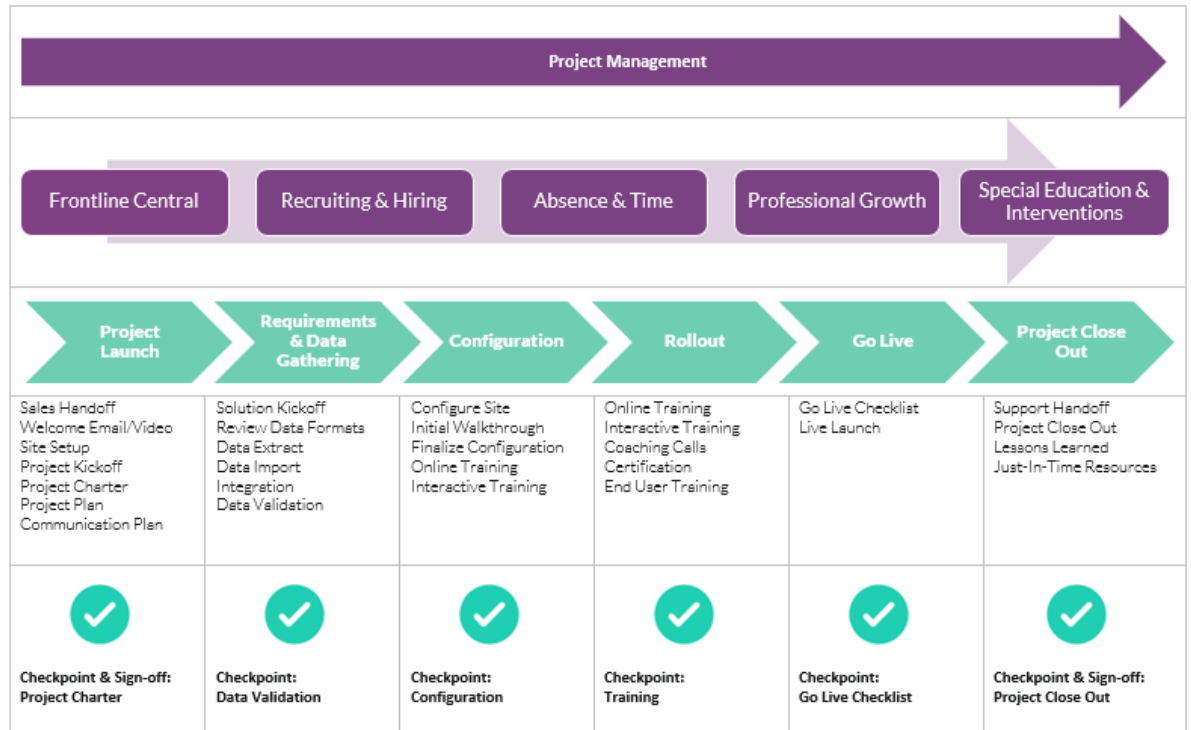 Project Management
Frontline Central
Recruiting & Hiring
Absence & Time
Professional Growth
Special Education &
Interventions
Project
Launch
Requirements
& Data
Gathering
Configuration
Rollout
Go Live
Project Close
Out
Sales Handoff
Welcome Email/Video
Site Setup
Project Kickoff
Project Charter
Project Plan
Communication Plan
Solution Kickoff
Review Data Formats
Data Extract
Data Import
Integration
Data Validation
Configure Site
Initial Walkthrough
Finalize Configuration
Online Training
Interactive Training
Online Training
Interactive Training
Coaching Calls
Certification
End User Training
Go Live Checklist
Live Launch
Support Handoff
Project Close Out
Lessons Learned
Just-In-Time Resources
Checkpoint & Sign-off:
Project Charter
Checkpoint:
Data Validation
Checkpoint:
Configuration
Checkpoint:
Training
Checkpoint:
Go Live Checklist
Checkpoint & Sign-off:
Project Close Out